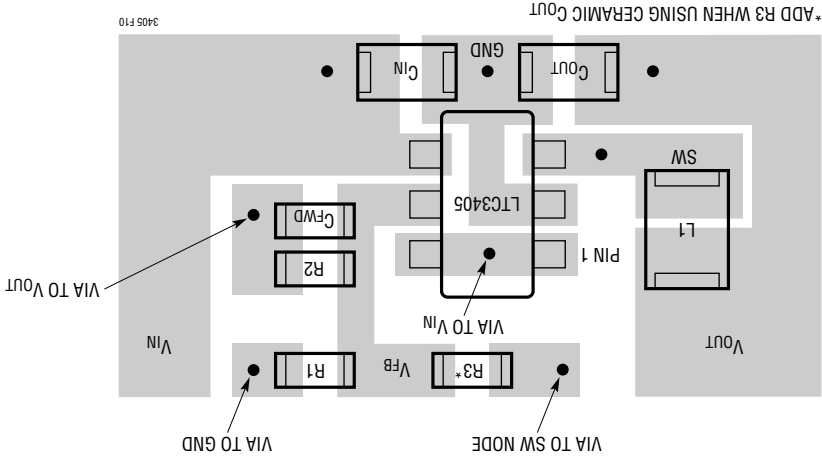 VIA TO SW NODE
VIA TO GND
VOUT
R3*
VFB
R1
VIN
VIA TO VIN
VIA TO VOUT
L1
PIN 1
R2
LTC3405
CFWD
SW
COUT
GND
CIN
*ADD R3 WHEN USING CERAMIC COUT
3405 F10